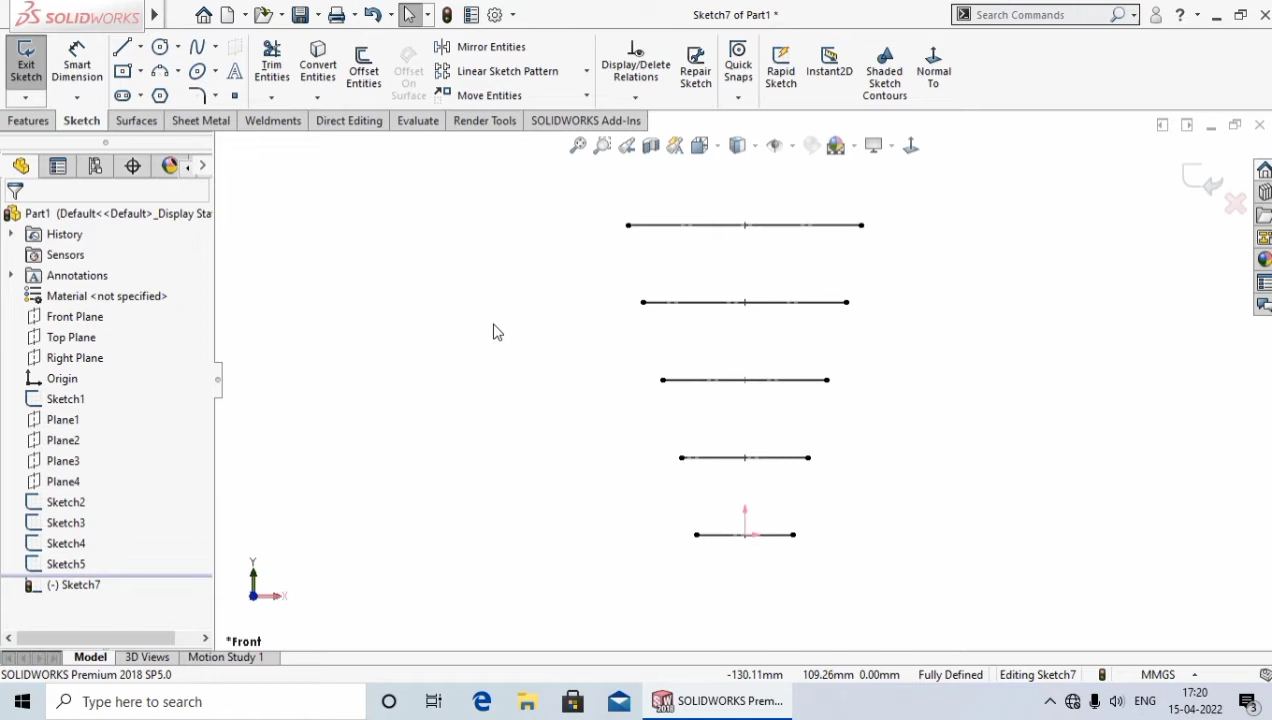 SOLIDWORKS
Sketch7 of Part1 *
Search Commands
?
Exit Sketch
Smart Dimension
Trim Entities
Convert Entities
Offset Entities
Offset On Surface
Mirror Entities
Linear Sketch Pattern
Move Entities
Display/Delete Relations
Repair Sketch
Quick Snaps
Rapid Sketch
Instant2D
Shaded Sketch Contours
Normal To
Features
Sketch
Surfaces
Sheet Metal
Weldments
Direct Editing
Evaluate
Render Tools
SOLIDWORKS Add-Ins
Part1 (Default<<Default>_Display Sta
History
Sensors
Annotations
Material <not specified>
Front Plane
Top Plane
Right Plane
Origin
Sketch1
Plane1
Plane2
Plane3
Plane4
Sketch2
Sketch3
Sketch4
Sketch5
(-) Sketch7
Y
X
*Front
Model
3D Views
Motion Study 1
SOLIDWORKS Premium 2018 SP5.0
-130.11mm
109.26mm 0.00mm
Fully Defined
Editing Sketch7
MMGS
Type here to search
SOLIDWORKS Prem...
ENG
17:20
15-04-2022
3